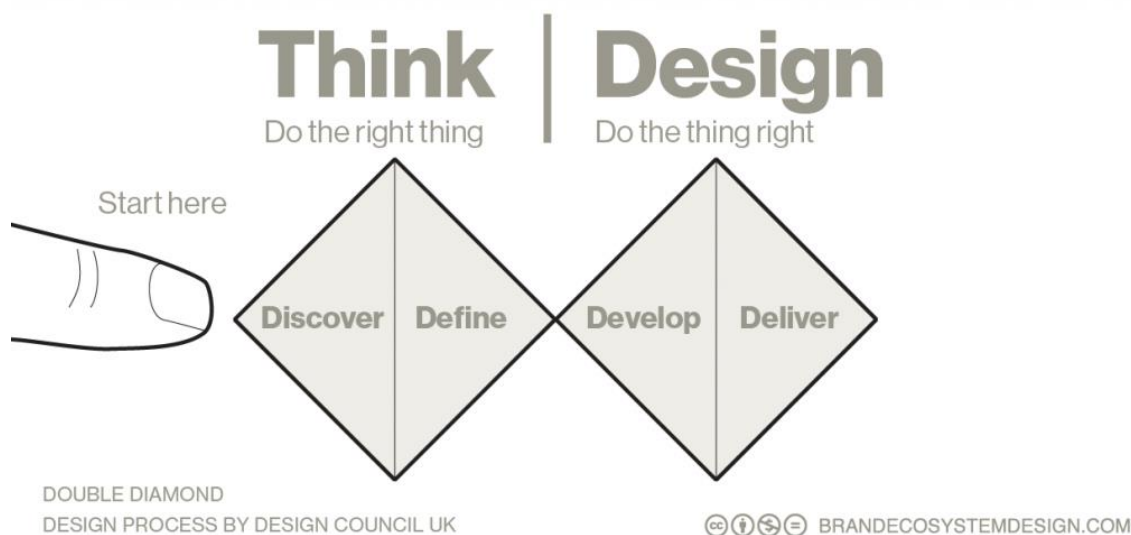 Think | Design
Do the right thing
Do the thing right
Start here
Discover
Define
Develop
Deliver
DOUBLE DIAMOND
DESIGN PROCESS BY DESIGN COUNCIL UK
BRANDECOSYSTEMDESIGN.COM